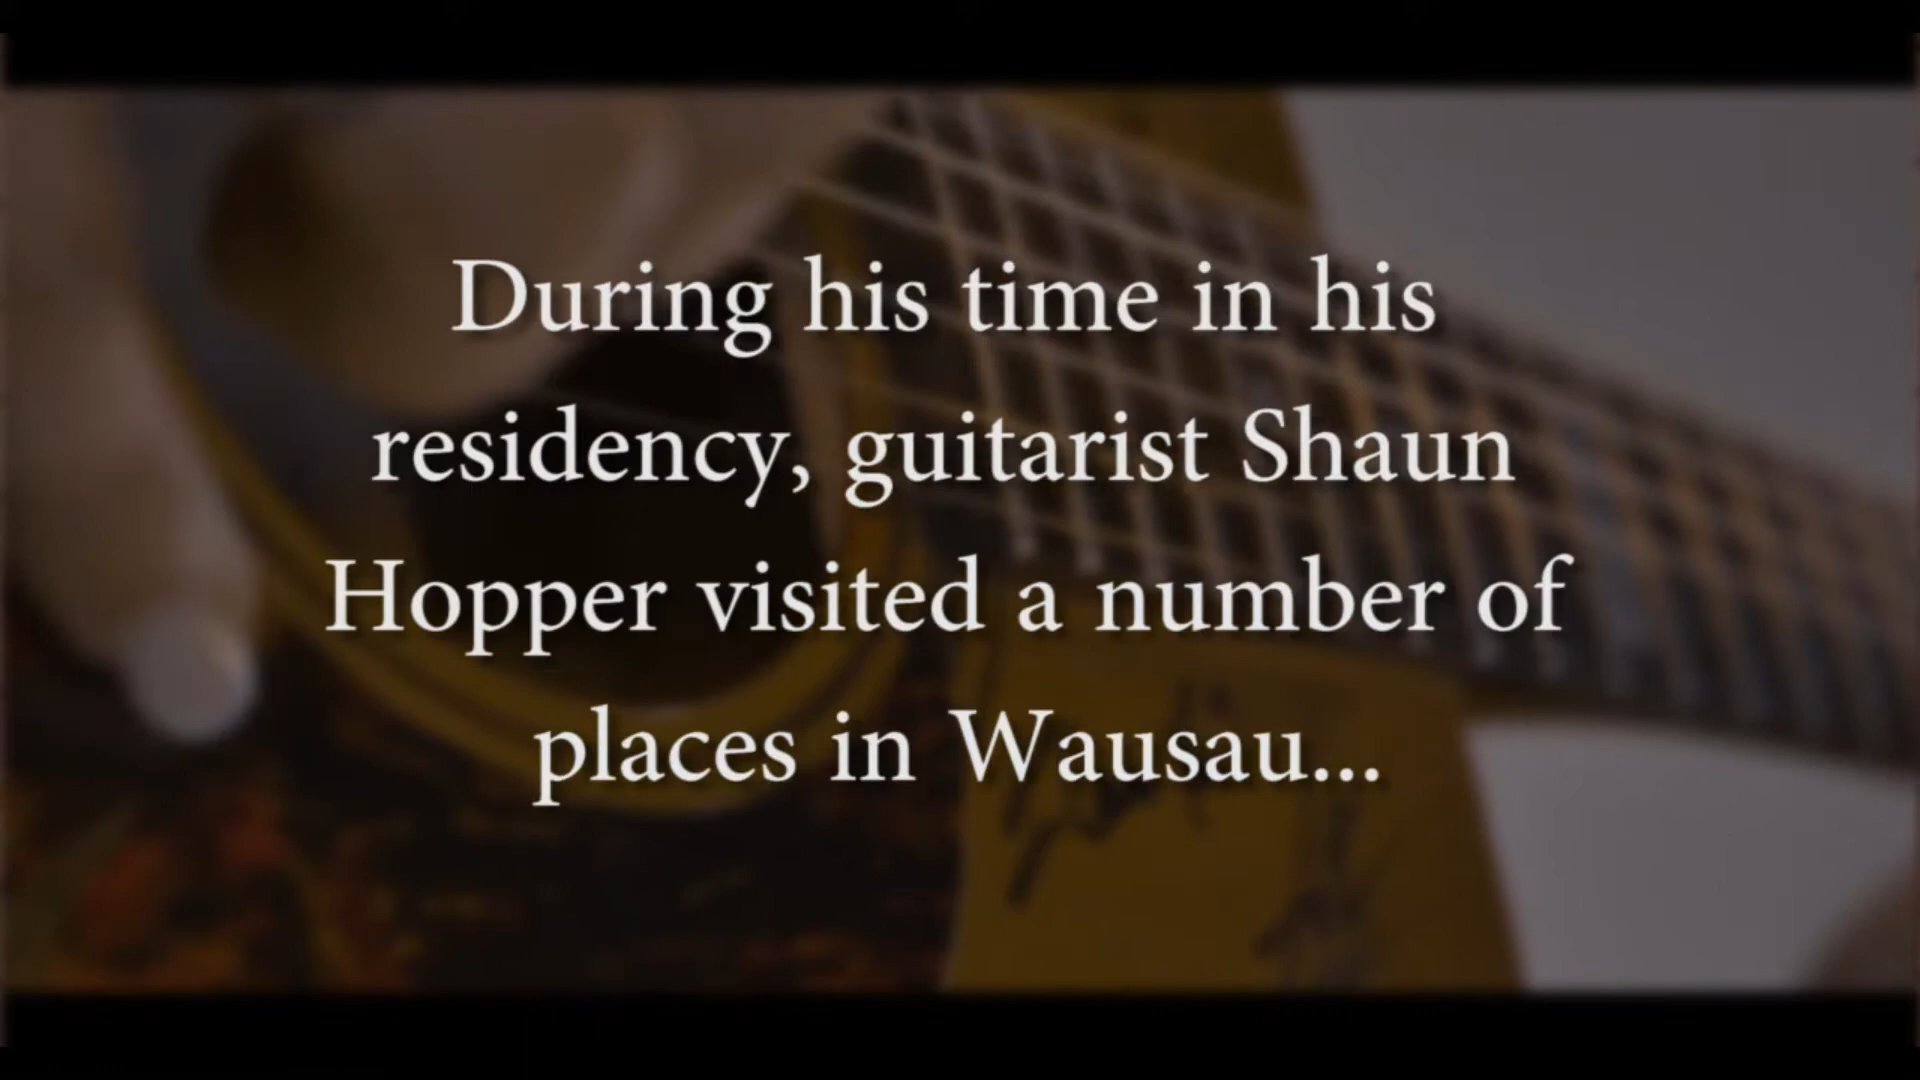 During his time in his
residency, guitarist Shaun
Hopper visited a number of
places in Wausau...